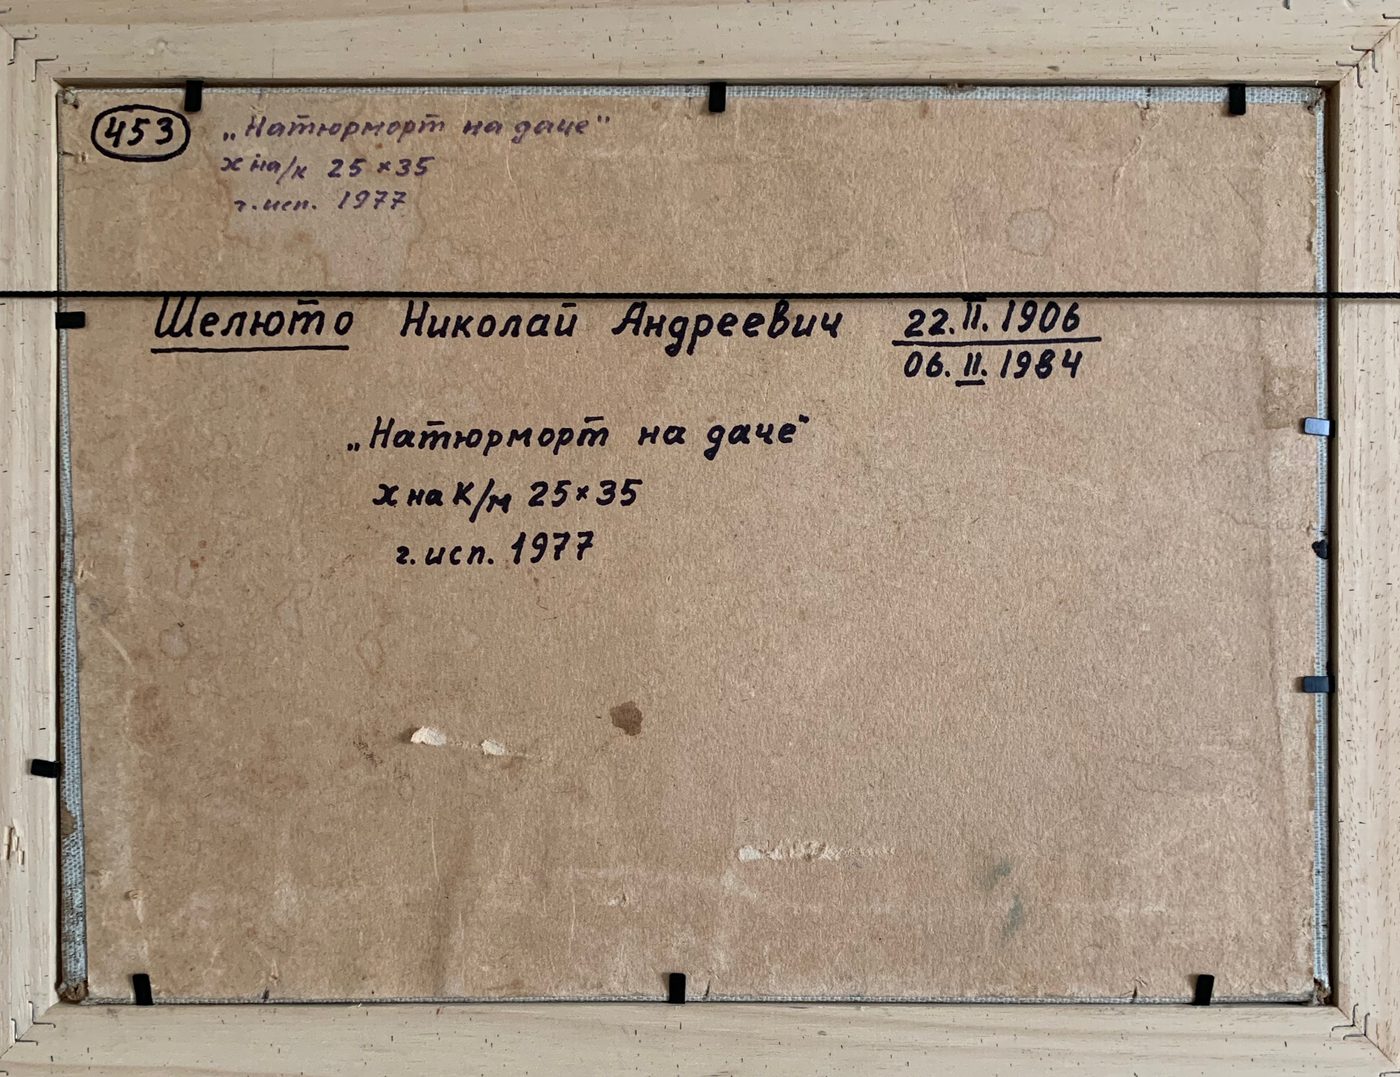 453 „Натюрморт на даче"
х на/к 25×35
г. исп. 1977
Шелюто Николай Андреевич 22.II.1906
06.II.1984
„Натюрморт на даче"
х на К/м 25×35
г. исп. 1977